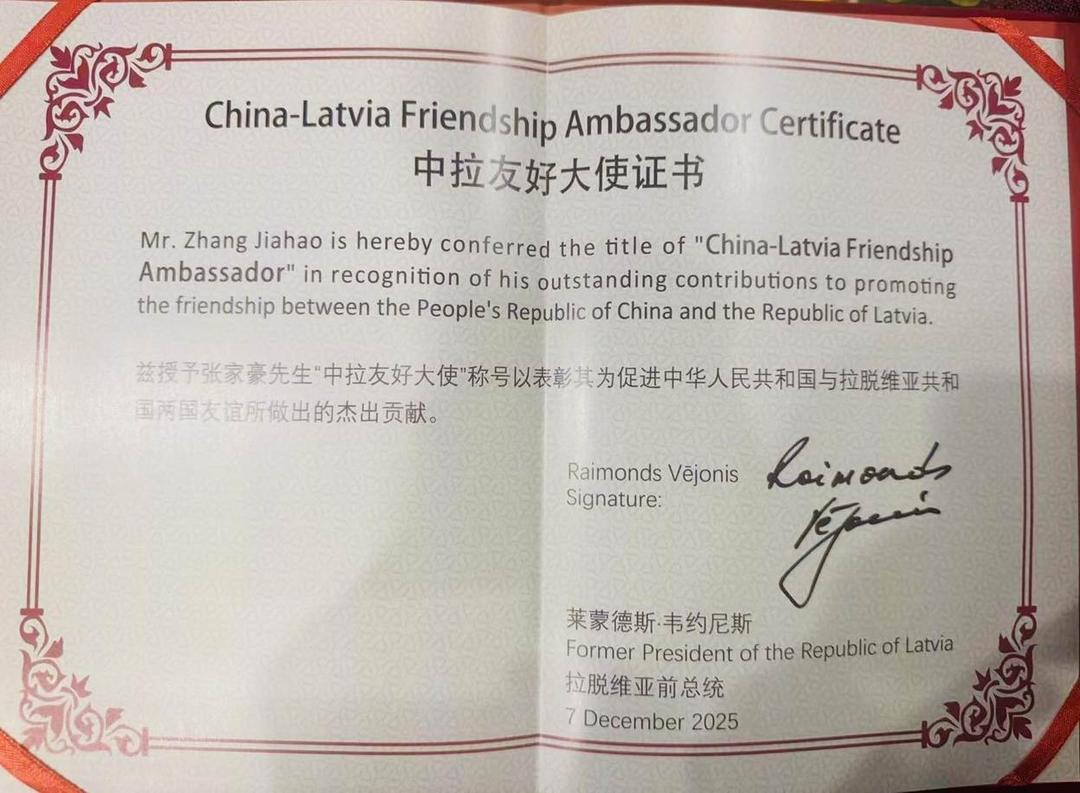 China-Latvia Friendship Ambassador Certificate
中拉友好大使证书
Mr. Zhang Jiahao is hereby conferred the title of "China-Latvia Friendship
Ambassador" in recognition of his outstanding contributions to promoting
the friendship between the People's Republic of China and the Republic of Latvia.
兹授予张家豪先生“中拉友好大使”称号以表彰其为促进中华人民共和国与拉脱维亚共和
国两国友谊所做出的杰出贡献。
Raimonds Vējonis
Signature:
Raimonds
Vējonis
莱蒙德斯·韦约尼斯
Former President of the Republic of Latvia
拉脱维亚前总统
7 December 2025